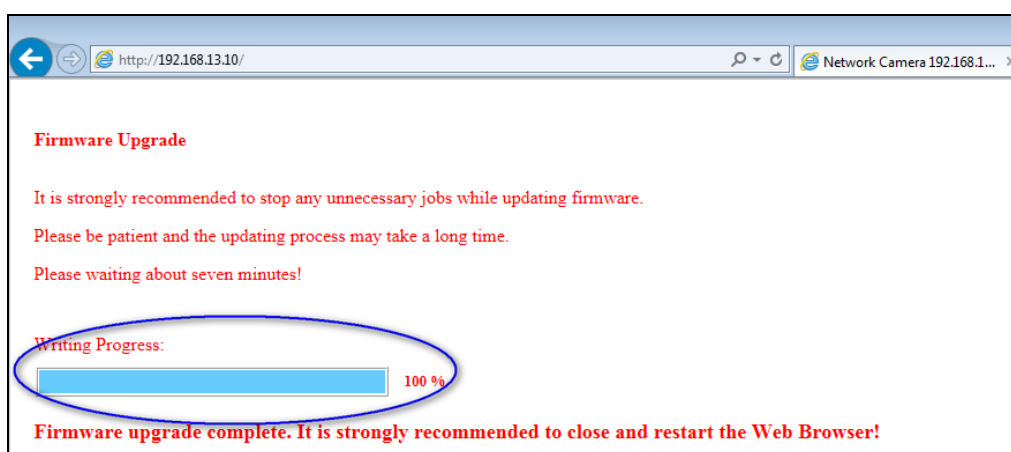 http://192.168.13.10/
Network Camera 192.168.1...
Firmware Upgrade
It is strongly recommended to stop any unnecessary jobs while updating firmware.
Please be patient and the updating process may take a long time.
Please waiting about seven minutes!
Writing Progress:
100 %
Firmware upgrade complete. It is strongly recommended to close and restart the Web Browser!